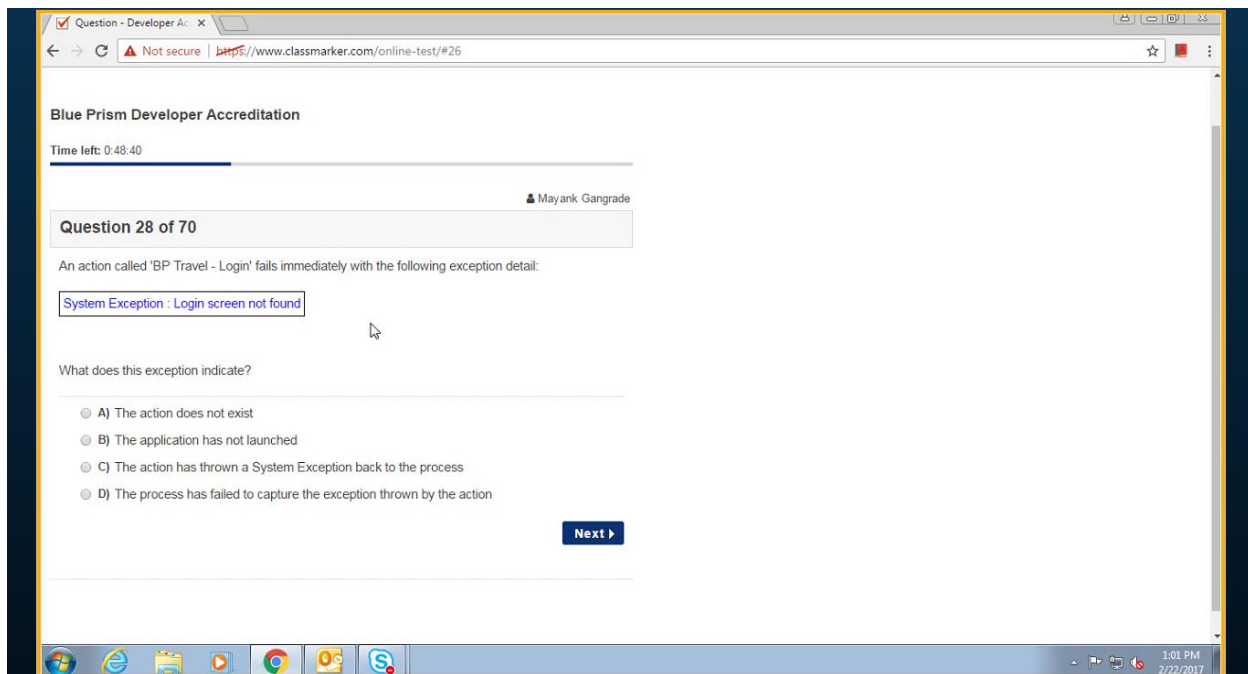 Question - Developer Ac
Not secure | https://www.classmarker.com/online-test/#26
Blue Prism Developer Accreditation
Time left: 0:48:40
Mayank Gangrade
Question 28 of 70
An action called 'BP Travel - Login' fails immediately with the following exception detail:
System Exception : Login screen not found
What does this exception indicate?
A) The action does not exist
B) The application has not launched
C) The action has thrown a System Exception back to the process
D) The process has failed to capture the exception thrown by the action
Next
1:01 PM
2/22/2017